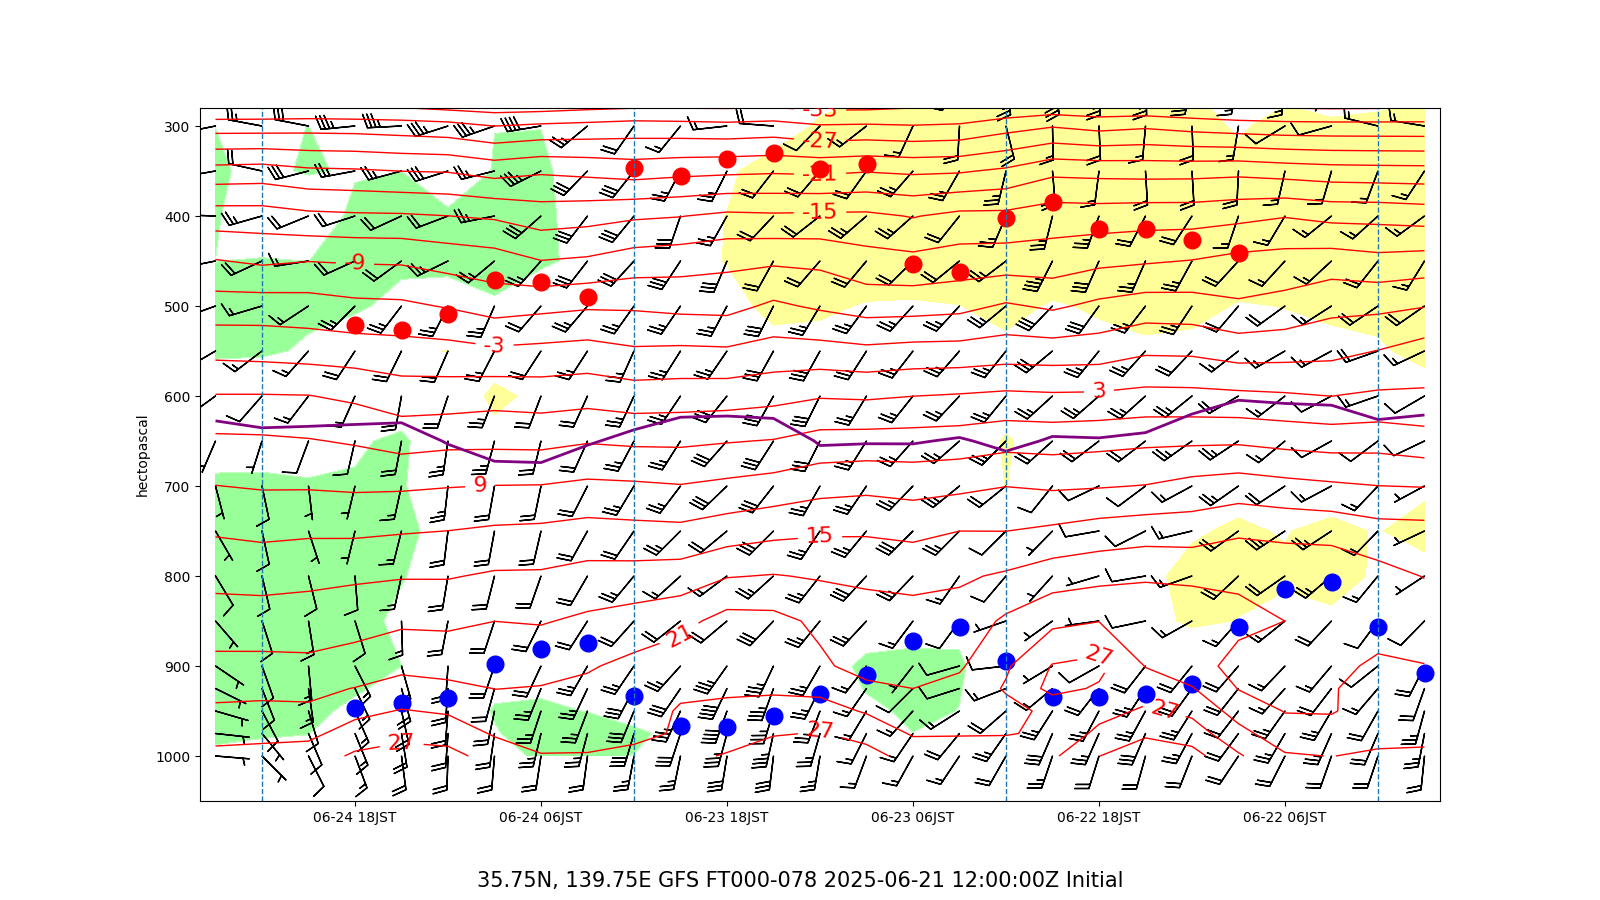 300
400
500
600
700
800
900
1000
hectopascal
-33
-27
-21
-15
-9
-3
3
9
15
21
27
27
27
27
06-24 18JST
06-24 06JST
06-23 18JST
06-23 06JST
06-22 18JST
06-22 06JST
35.75N, 139.75E GFS FT000-078 2025-06-21 12:00:00Z Initial